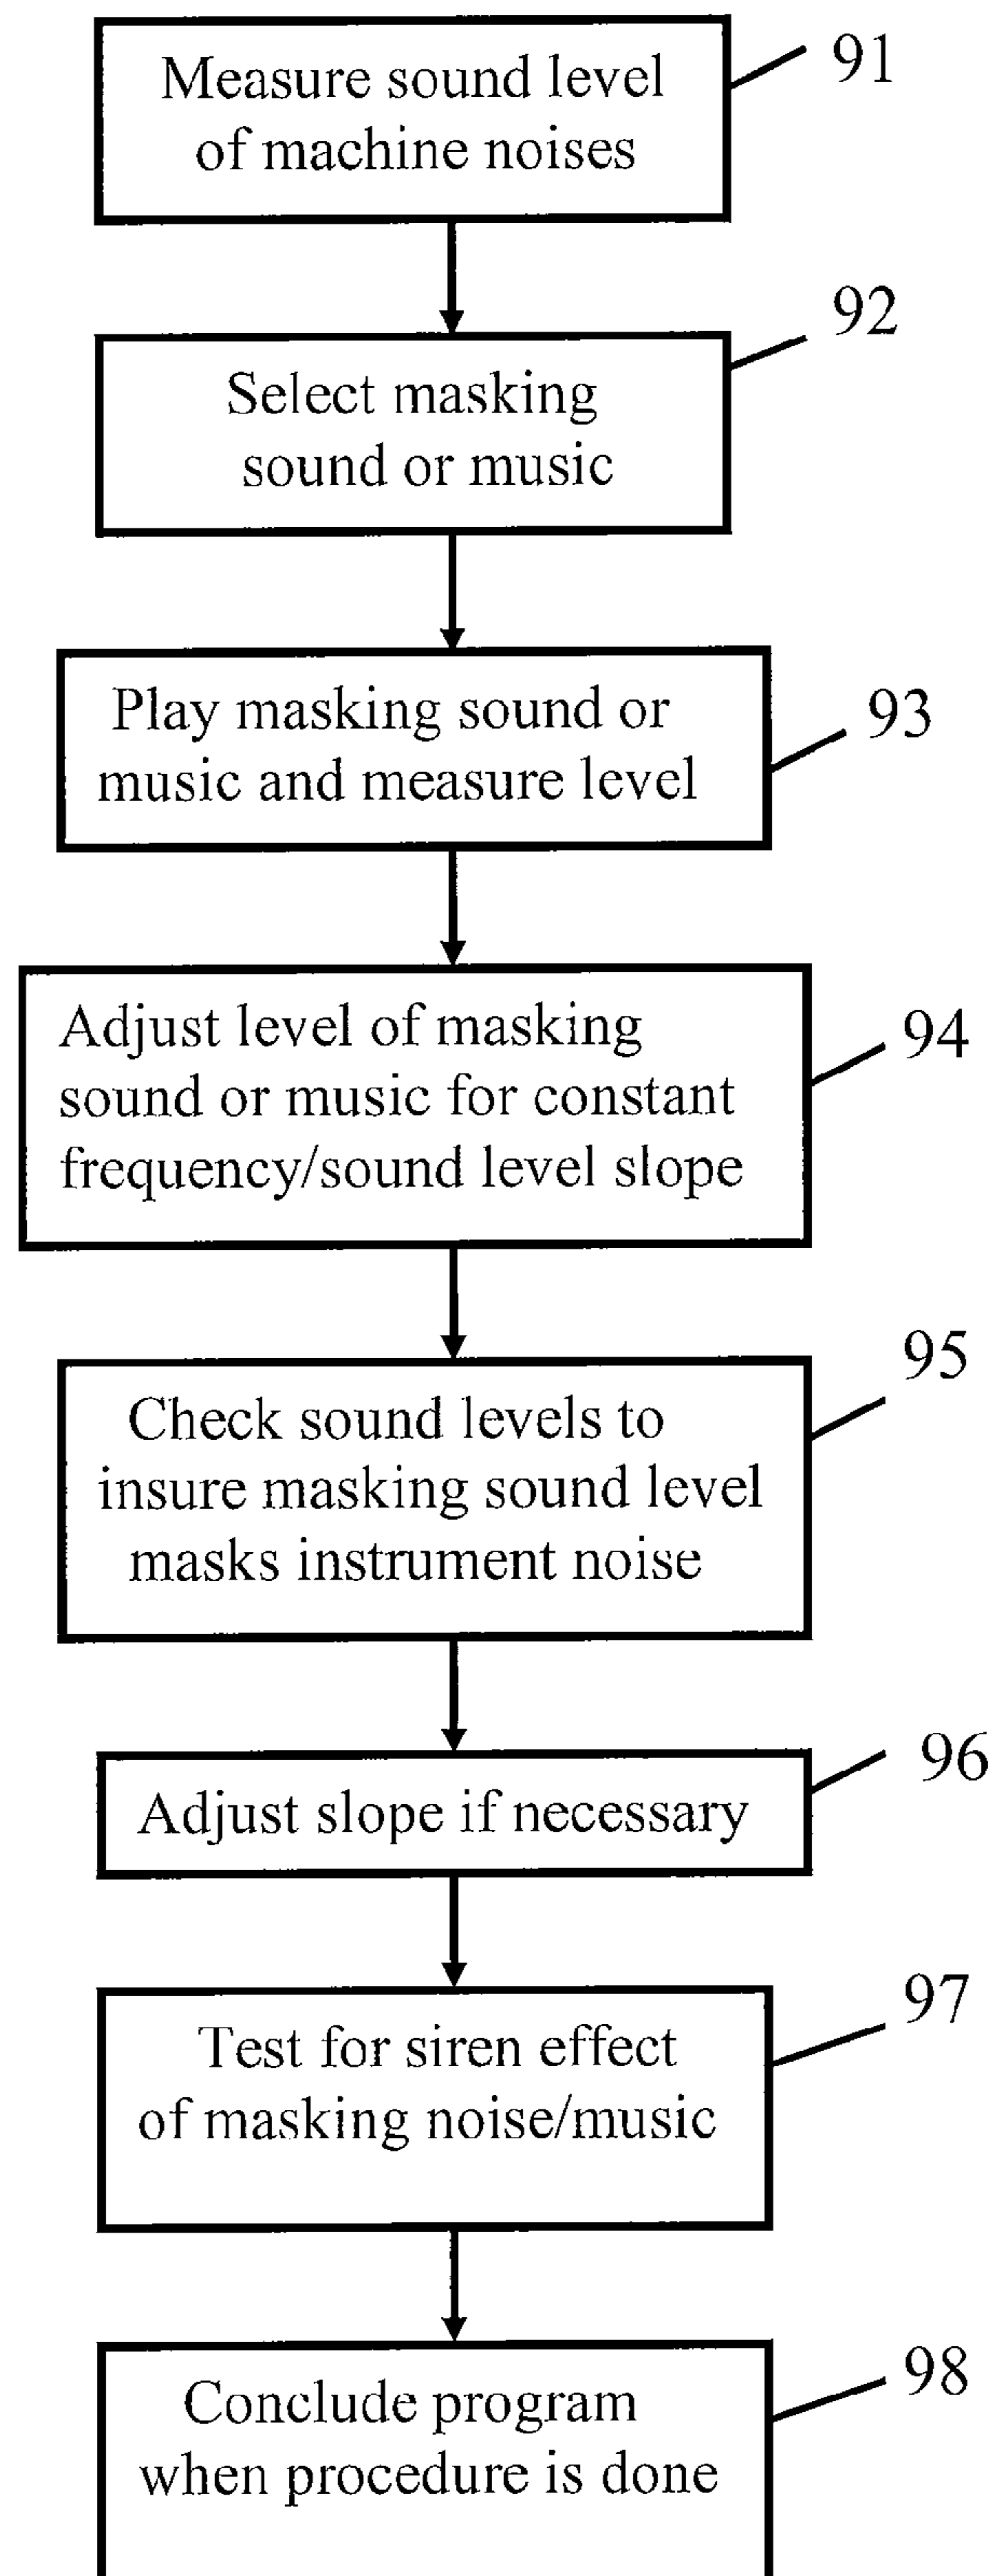 Measure sound level
of machine noises
91
Select masking
sound or music
92
Play masking sound or
music and measure level
93
Adjust level of masking
sound or music for constant
frequency/sound level slope
94
Check sound levels to
insure masking sound level
masks instrument noise
95
Adjust slope if necessary
96
Test for siren effect
of masking noise/music
97
Conclude program
when procedure is done
98